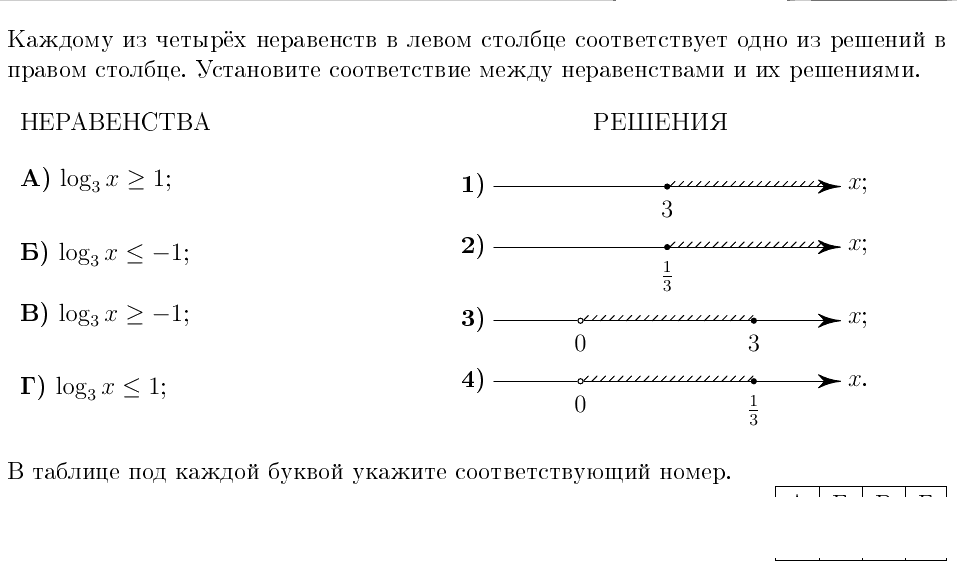 Каждому из четырёх неравенств в левом столбце соответствует одно из решений в
правом столбце. Установите соответствие между неравенствами и их решениями.
НЕРАВЕНСТВА РЕШЕНИЯ
А) log₃ x ≥ 1;
Б) log₃ x ≤ −1;
В) log₃ x ≥ −1;
Г) log₃ x ≤ 1;
1) x;
3
2) x;
1/3
3) x;
0 3
4) x.
0 1/3
В таблице под каждой буквой укажите соответствующий номер.